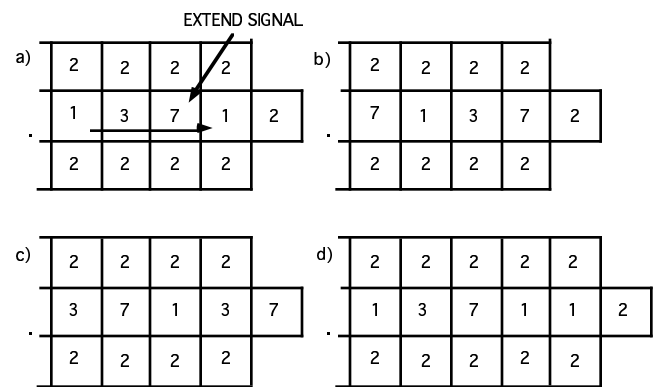 EXTEND SIGNAL
a)
2 2 2 2
1 3 7 1 2
2 2 2 2
b)
2 2 2 2
7 1 3 7 2
2 2 2 2
c)
2 2 2 2
3 7 1 3 7
2 2 2 2
d)
2 2 2 2 2
1 3 7 1 1 2
2 2 2 2 2